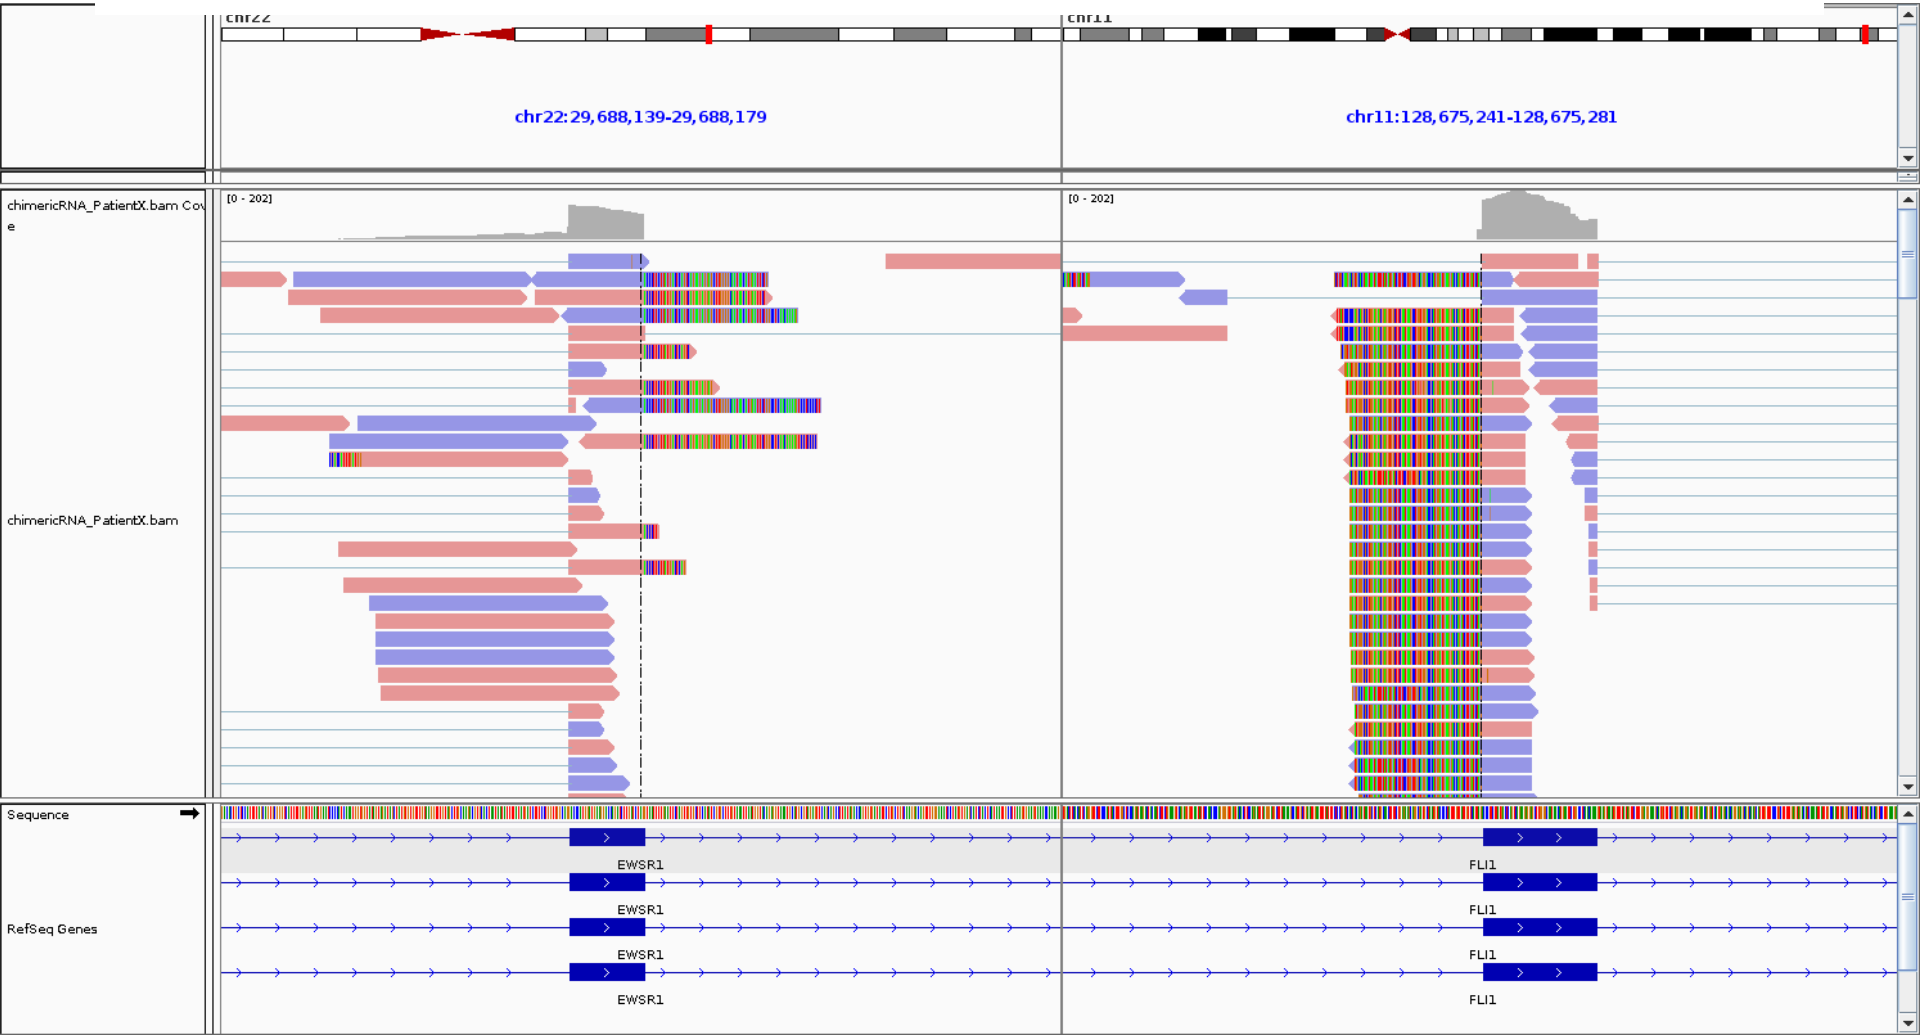 chr22
chr11
chr22:29,688,139-29,688,179
chr11:128,675,241-128,675,281
chimericRNA_PatientX.bam Cov
e
[0 - 202]
[0 - 202]
chimericRNA_PatientX.bam
Sequence
EWSR1
FLI1
EWSR1
FLI1
RefSeq Genes
EWSR1
FLI1
EWSR1
FLI1